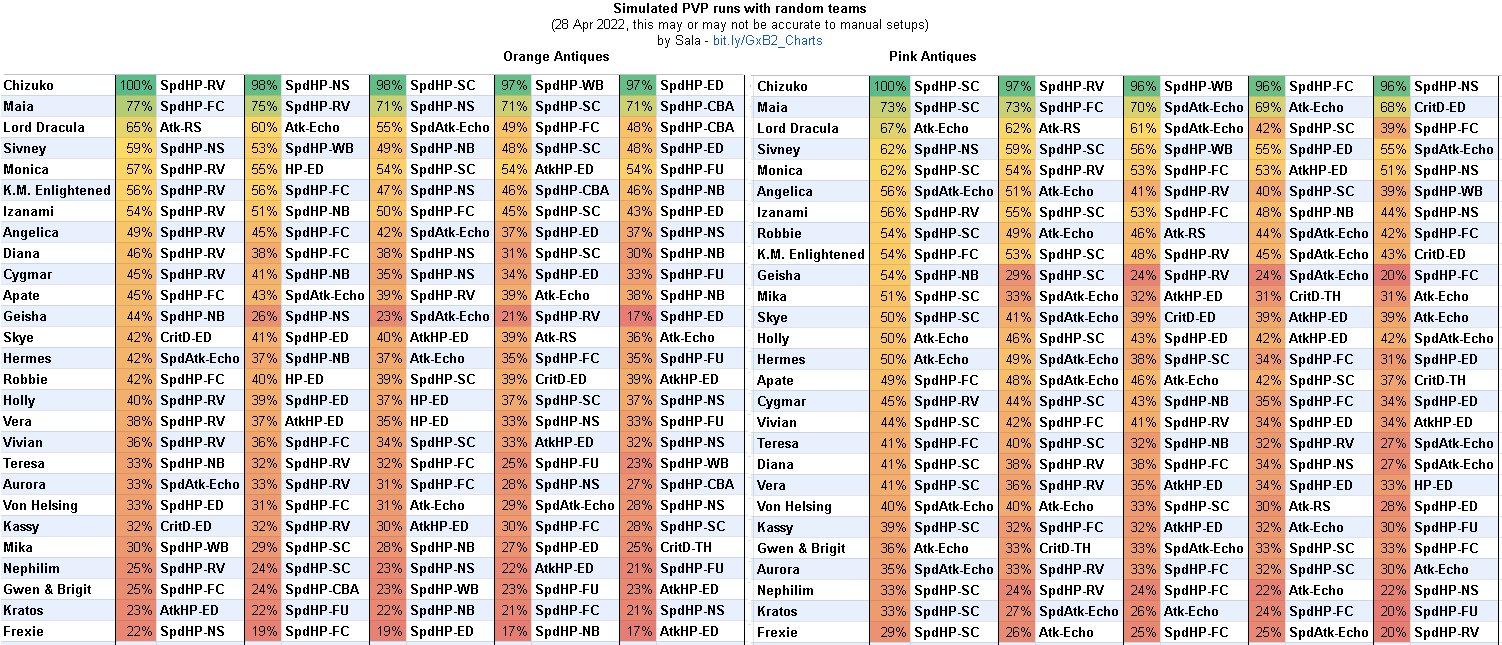 Simulated PVP runs with random teams
(28 Apr 2022, this may or may not be accurate to manual setups)
by Sala - bit.ly/GxB2_Charts
Orange Antiques
Chizuko 100% SpdHP-RV 98% SpdHP-NS 98% SpdHP-SC 97% SpdHP-WB 97% SpdHP-ED
Maia 77% SpdHP-FC 75% SpdHP-RV 71% SpdHP-NS 71% SpdHP-SC 71% SpdHP-CBA
Lord Dracula 65% Atk-RS 60% Atk-Echo 55% SpdAtk-Echo 49% SpdHP-FC 48% SpdHP-CBA
Sivney 59% SpdHP-NS 53% SpdHP-WB 49% SpdHP-NB 48% SpdHP-SC 48% SpdHP-ED
Monica 57% SpdHP-RV 55% HP-ED 54% SpdHP-SC 54% AtkHP-ED 54% SpdHP-FU
K.M. Enlightened 56% SpdHP-RV 56% SpdHP-FC 47% SpdHP-NS 46% SpdHP-CBA 46% SpdHP-NB
Izanami 54% SpdHP-RV 51% SpdHP-NB 50% SpdHP-FC 45% SpdHP-SC 43% SpdHP-ED
Angelica 49% SpdHP-RV 45% SpdHP-FC 42% SpdAtk-Echo 37% SpdHP-ED 37% SpdHP-NS
Diana 46% SpdHP-RV 38% SpdHP-FC 38% SpdHP-NS 31% SpdHP-SC 30% SpdHP-NB
Cygmar 45% SpdHP-RV 41% SpdHP-NB 35% SpdHP-NS 34% SpdHP-ED 33% SpdHP-FU
Apate 45% SpdHP-FC 43% SpdAtk-Echo 39% SpdHP-RV 39% Atk-Echo 38% SpdHP-NB
Geisha 44% SpdHP-NB 26% SpdHP-NS 23% SpdAtk-Echo 21% SpdHP-RV 17% SpdHP-ED
Skye 42% CritD-ED 41% SpdHP-ED 40% AtkHP-ED 39% Atk-RS 36% Atk-Echo
Hermes 42% SpdAtk-Echo 37% SpdHP-NB 37% Atk-Echo 35% SpdHP-FC 35% SpdHP-FU
Robbie 42% SpdHP-FC 40% HP-ED 39% SpdHP-SC 39% CritD-ED 39% AtkHP-ED
Holly 40% SpdHP-RV 39% SpdHP-ED 37% HP-ED 37% SpdHP-SC 37% SpdHP-NS
Vera 38% SpdHP-RV 37% AtkHP-ED 35% HP-ED 33% SpdHP-NS 33% SpdHP-FU
Vivian 36% SpdHP-RV 36% SpdHP-FC 34% SpdHP-SC 33% AtkHP-ED 32% SpdHP-NS
Teresa 33% SpdHP-NB 32% SpdHP-RV 32% SpdHP-FC 25% SpdHP-FU 23% SpdHP-WB
Aurora 33% SpdAtk-Echo 33% SpdHP-RV 31% SpdHP-FC 28% SpdHP-NS 27% SpdHP-CBA
Von Helsing 33% SpdHP-ED 31% SpdHP-FC 31% Atk-Echo 29% SpdAtk-Echo 28% SpdHP-NS
Kassy 32% CritD-ED 32% SpdHP-RV 30% AtkHP-ED 30% SpdHP-FC 28% SpdHP-SC
Mika 30% SpdHP-WB 29% SpdHP-SC 28% SpdHP-NB 27% SpdHP-ED 25% CritD-TH
Nephilim 25% SpdHP-RV 24% SpdHP-SC 23% SpdHP-NS 22% AtkHP-ED 21% SpdHP-FU
Gwen & Brigit 25% SpdHP-FC 24% SpdHP-CBA 23% SpdHP-WB 23% SpdHP-FU 23% AtkHP-ED
Kratos 23% AtkHP-ED 22% SpdHP-FU 22% SpdHP-NB 21% SpdHP-FC 21% SpdHP-NS
Frexie 22% SpdHP-NS 19% SpdHP-FC 19% SpdHP-ED 17% SpdHP-NB 17% AtkHP-ED
Pink Antiques
Chizuko 100% SpdHP-SC 97% SpdHP-RV 96% SpdHP-WB 96% SpdHP-FC 96% SpdHP-NS
Maia 73% SpdHP-SC 73% SpdHP-FC 70% SpdAtk-Echo 69% Atk-Echo 68% CritD-ED
Lord Dracula 67% Atk-Echo 62% Atk-RS 61% SpdAtk-Echo 42% SpdHP-SC 39% SpdHP-FC
Sivney 62% SpdHP-NS 59% SpdHP-SC 56% SpdHP-WB 55% SpdHP-ED 55% SpdAtk-Echo
Monica 62% SpdHP-SC 54% SpdHP-RV 53% SpdHP-FC 53% AtkHP-ED 51% SpdHP-NS
Angelica 56% SpdAtk-Echo 51% Atk-Echo 41% SpdHP-RV 40% SpdHP-SC 39% SpdHP-WB
Izanami 56% SpdHP-RV 55% SpdHP-SC 53% SpdHP-FC 48% SpdHP-NB 44% SpdHP-NS
Robbie 54% SpdHP-SC 49% Atk-Echo 46% Atk-RS 44% SpdAtk-Echo 42% SpdHP-FC
K.M. Enlightened 54% SpdHP-FC 53% SpdHP-SC 48% SpdHP-RV 45% SpdAtk-Echo 43% CritD-ED
Geisha 54% SpdHP-NB 29% SpdHP-SC 24% SpdHP-RV 24% SpdAtk-Echo 20% SpdHP-FC
Mika 51% SpdHP-SC 33% SpdAtk-Echo 32% AtkHP-ED 31% CritD-TH 31% Atk-Echo
Skye 50% SpdHP-SC 41% SpdAtk-Echo 39% CritD-ED 39% AtkHP-ED 39% Atk-Echo
Holly 50% Atk-Echo 46% SpdHP-SC 43% SpdHP-ED 42% AtkHP-ED 42% SpdAtk-Echo
Hermes 50% Atk-Echo 49% SpdAtk-Echo 38% SpdHP-SC 34% SpdHP-FC 31% SpdHP-ED
Apate 49% SpdHP-FC 48% SpdAtk-Echo 46% Atk-Echo 42% SpdHP-SC 37% CritD-TH
Cygmar 45% SpdHP-RV 44% SpdHP-SC 43% SpdHP-NB 35% SpdHP-FC 34% SpdHP-ED
Vivian 44% SpdHP-SC 42% SpdHP-FC 41% SpdHP-RV 34% SpdHP-ED 34% AtkHP-ED
Teresa 41% SpdHP-FC 40% SpdHP-SC 32% SpdHP-NB 32% SpdHP-RV 27% SpdAtk-Echo
Diana 41% SpdHP-SC 38% SpdHP-RV 38% SpdHP-FC 34% SpdHP-NS 27% SpdAtk-Echo
Vera 41% SpdHP-SC 36% SpdHP-RV 35% AtkHP-ED 34% SpdHP-ED 33% HP-ED
Von Helsing 40% SpdAtk-Echo 40% Atk-Echo 33% SpdHP-SC 30% Atk-RS 28% SpdHP-ED
Kassy 39% SpdHP-SC 32% SpdHP-FC 32% AtkHP-ED 32% Atk-Echo 30% SpdHP-FU
Gwen & Brigit 36% Atk-Echo 33% CritD-TH 33% SpdAtk-Echo 33% SpdHP-SC 33% SpdHP-FC
Aurora 35% SpdAtk-Echo 33% SpdHP-RV 33% SpdHP-FC 32% SpdHP-SC 30% Atk-Echo
Nephilim 33% SpdHP-SC 24% SpdHP-RV 24% SpdHP-FC 22% Atk-Echo 22% SpdHP-NS
Kratos 33% SpdHP-SC 27% SpdAtk-Echo 26% Atk-Echo 24% SpdHP-FC 20% SpdHP-FU
Frexie 29% SpdHP-SC 26% Atk-Echo 25% SpdHP-FC 25% SpdAtk-Echo 20% SpdHP-RV